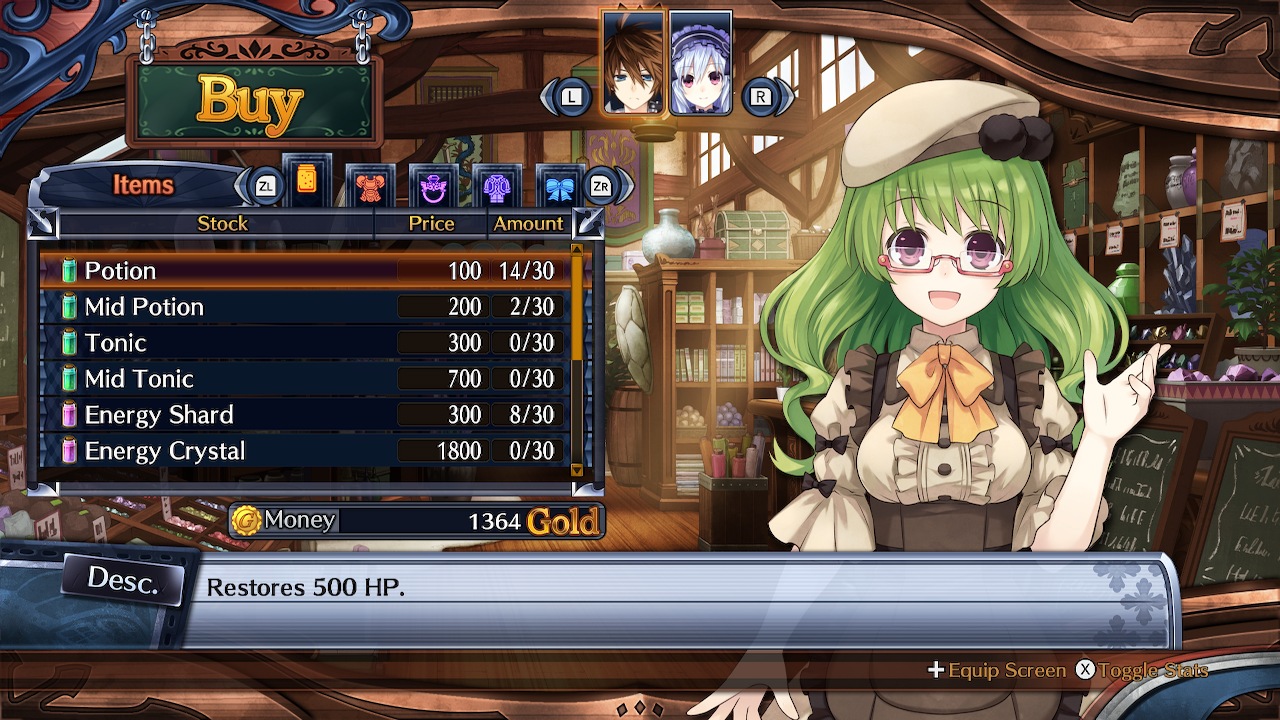 Buy
L
R
Items
ZL
ZR
Stock Price Amount
Potion 100 14/30
Mid Potion 200 2/30
Tonic 300 0/30
Mid Tonic 700 0/30
Energy Shard 300 8/30
Energy Crystal 1800 0/30
G Money 1364 Gold
Desc. Restores 500 HP.
+ Equip Screen X Toggle Stats